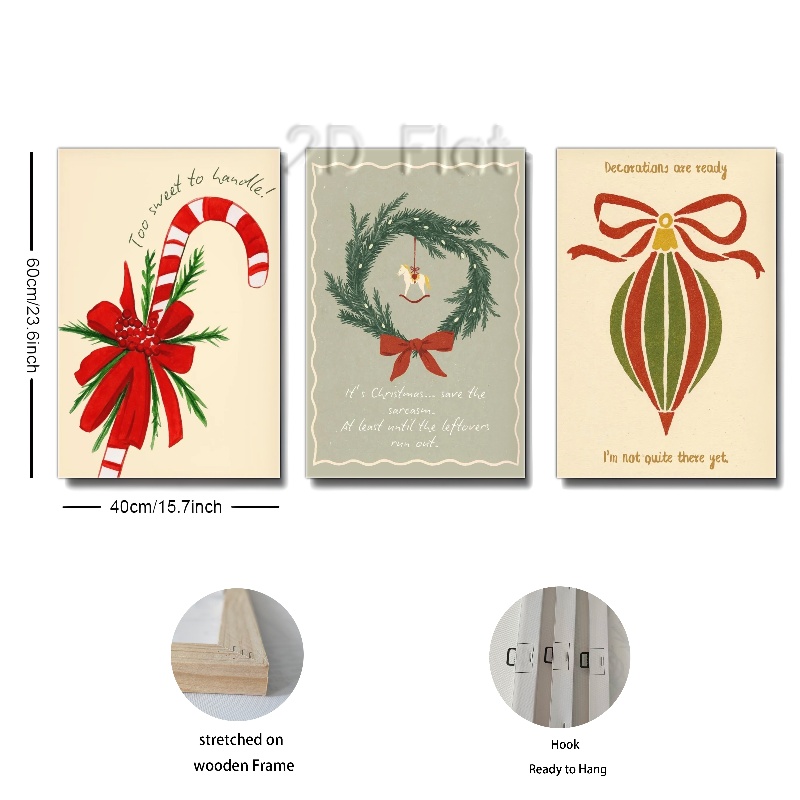 2D Flat
Too sweet to handle!
It's Christmas... save the
sarcasm.
At least until the leftovers
run out.
Decorations are ready
I'm not quite there yet.
60cm/23.6inch
40cm/15.7inch
stretched on
wooden Frame
Hook
Ready to Hang